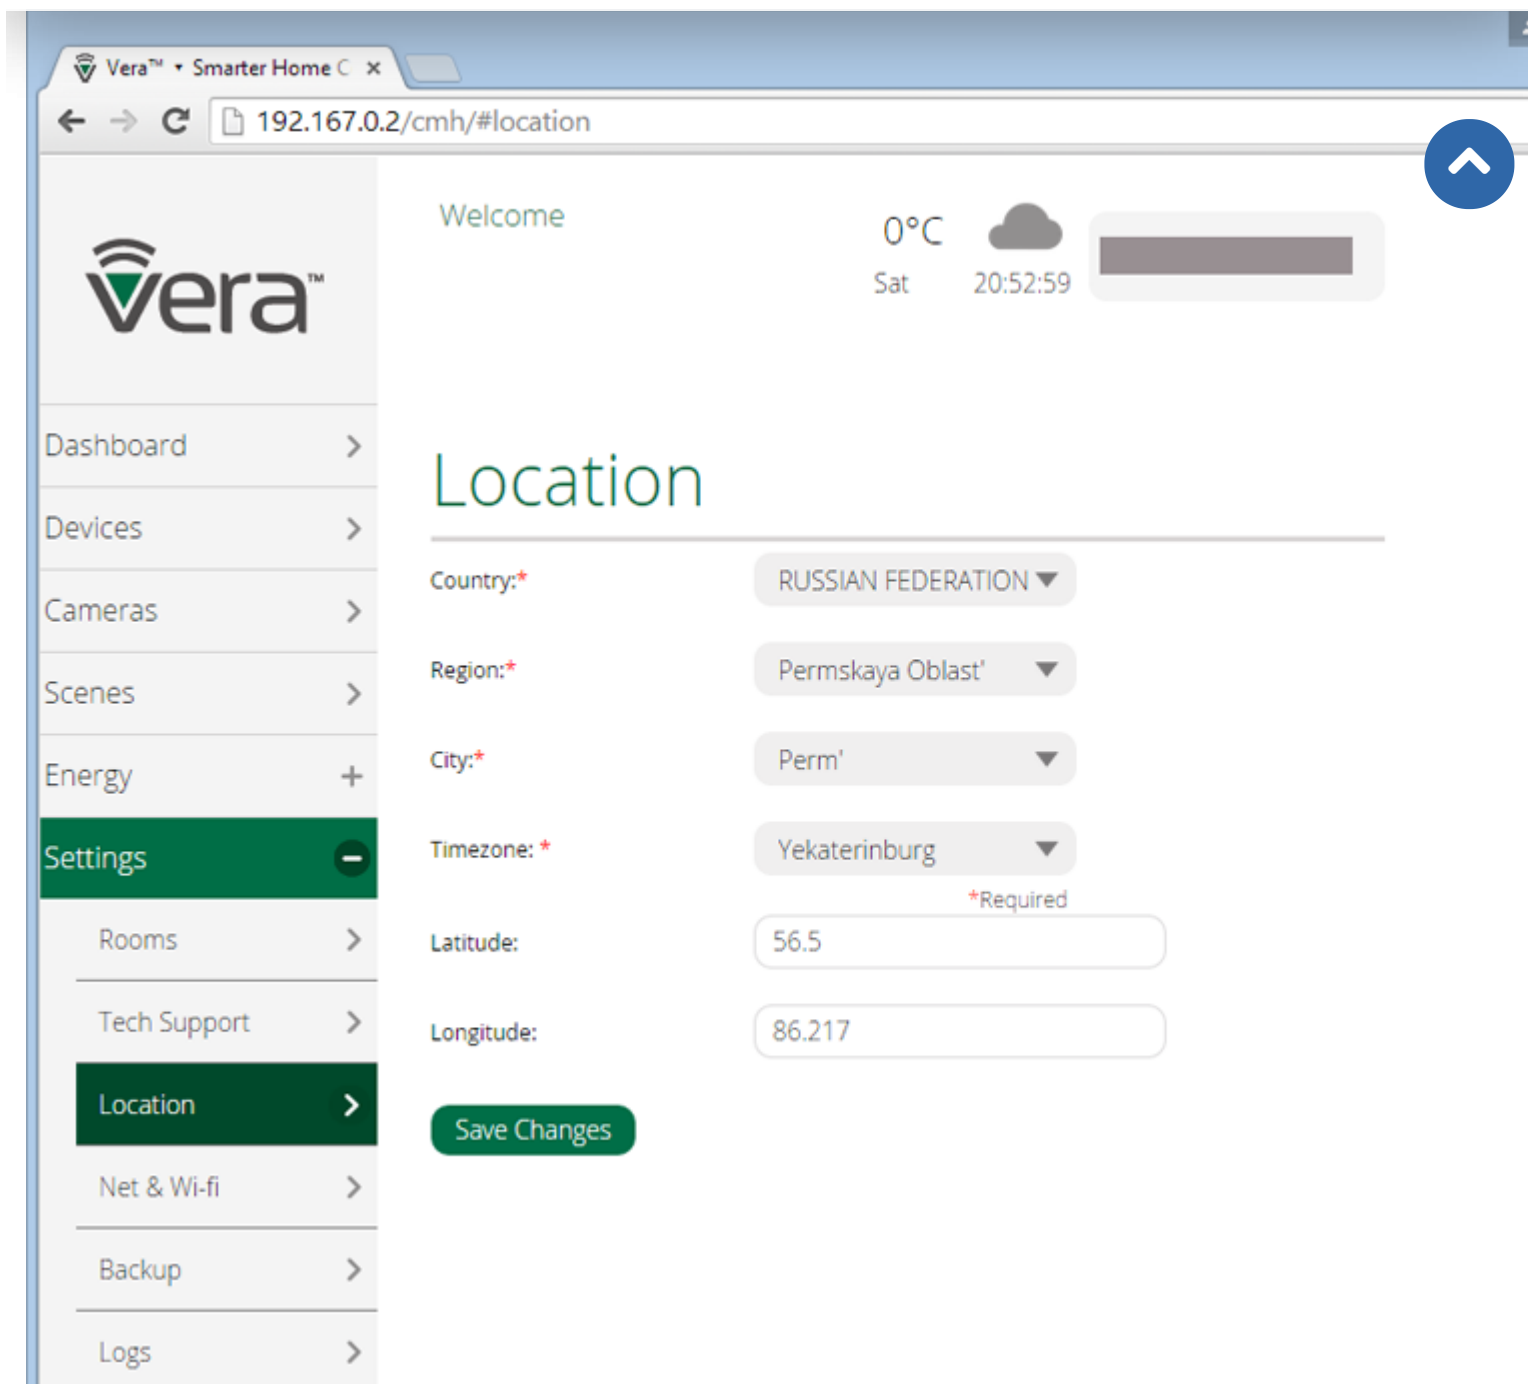 Vera™ • Smarter Home C
192.167.0.2/cmh/#location
vera™
Welcome
0°C
Sat 20:52:59
Dashboard
Devices
Cameras
Scenes
Energy
Settings
Rooms
Tech Support
Location
Net & Wi-fi
Backup
Logs
Location
Country:* RUSSIAN FEDERATION
Region:* Permskaya Oblast'
City:* Perm'
Timezone: * Yekaterinburg
*Required
Latitude: 56.5
Longitude: 86.217
Save Changes